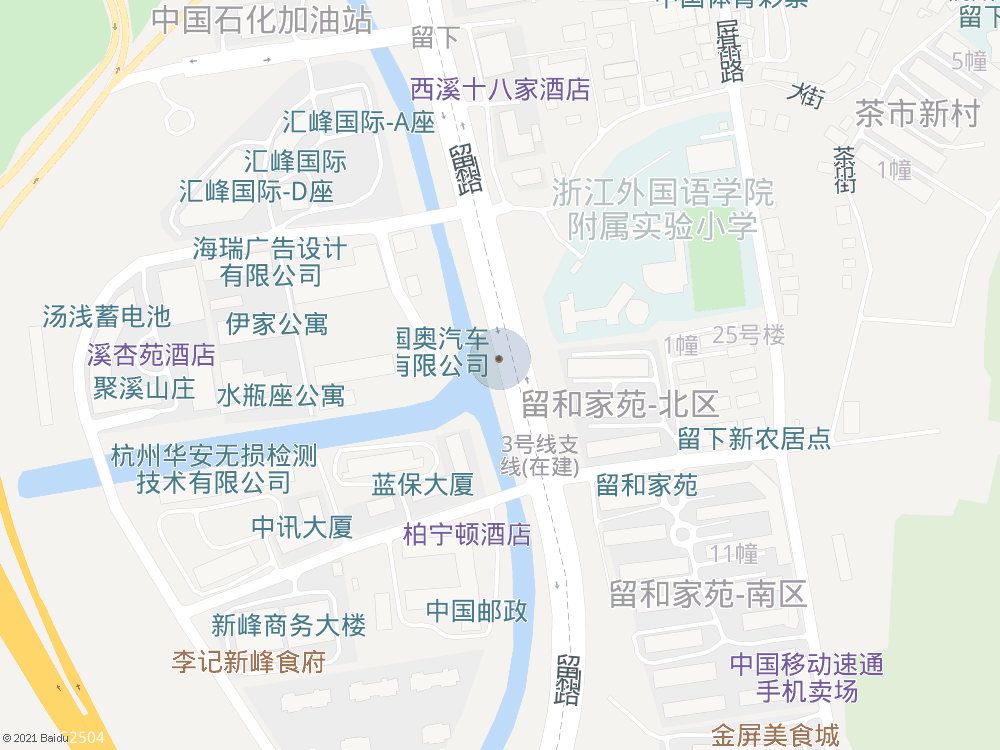 中国石化加油站
留下
西溪十八家酒店
屏苗路
5幢
大街
茶市新村
汇峰国际-A座
留和路
茶市街
1幢
汇峰国际
汇峰国际-D座
浙江外国语学院
附属实验小学
海瑞广告设计
有限公司
汤浅蓄电池
伊家公寓
国奥汽车
有限公司
25号楼
1幢
溪杏苑酒店
聚溪山庄
水瓶座公寓
留和家苑-北区
3号线支
线(在建)
留下新农居点
杭州华安无损检测
技术有限公司
蓝保大厦
留和家苑
中讯大厦
柏宁顿酒店
11幢
留和家苑-南区
中国邮政
新峰商务大楼
李记新峰食府
留和路
中国移动速通
手机卖场
金屏美食城
© 2021 Baidu